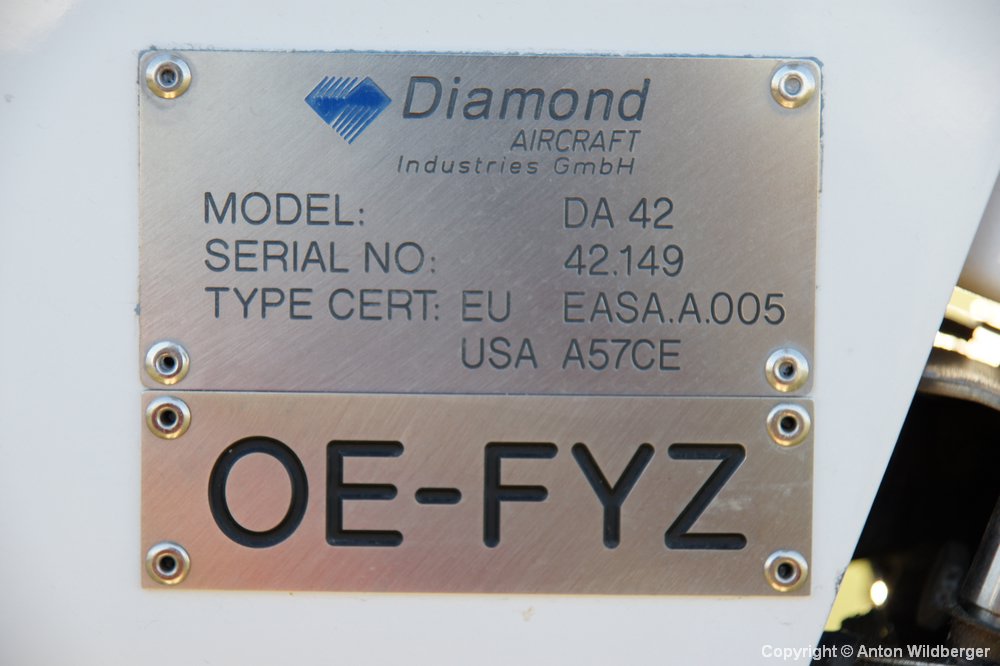 Diamond
AIRCRAFT
Industries GmbH
MODEL: DA 42
SERIAL NO: 42.149
TYPE CERT: EU EASA.A.005
USA A57CE
OE-FYZ
Copyright © Anton Wildberger